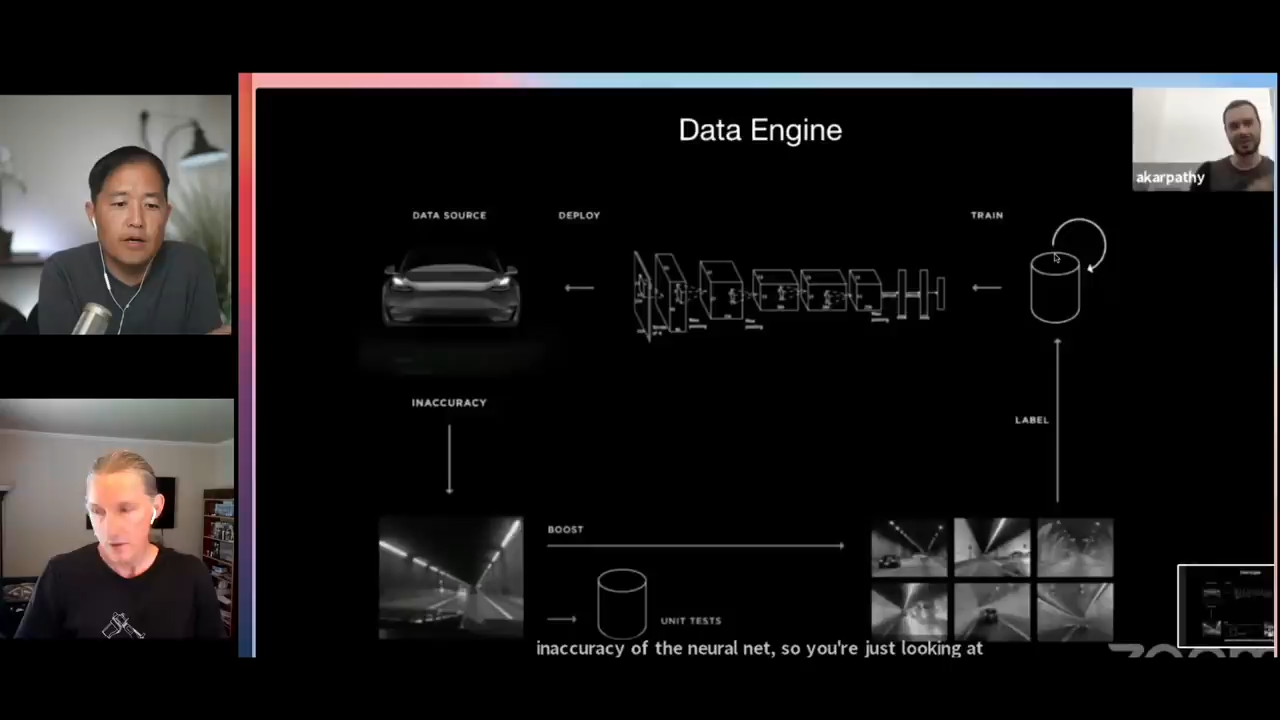 Data Engine
akarpathy
DATA SOURCE
DEPLOY
TRAIN
INACCURACY
LABEL
BOOST
UNIT TESTS
inaccuracy of the neural net, so you're just looking at
zoom